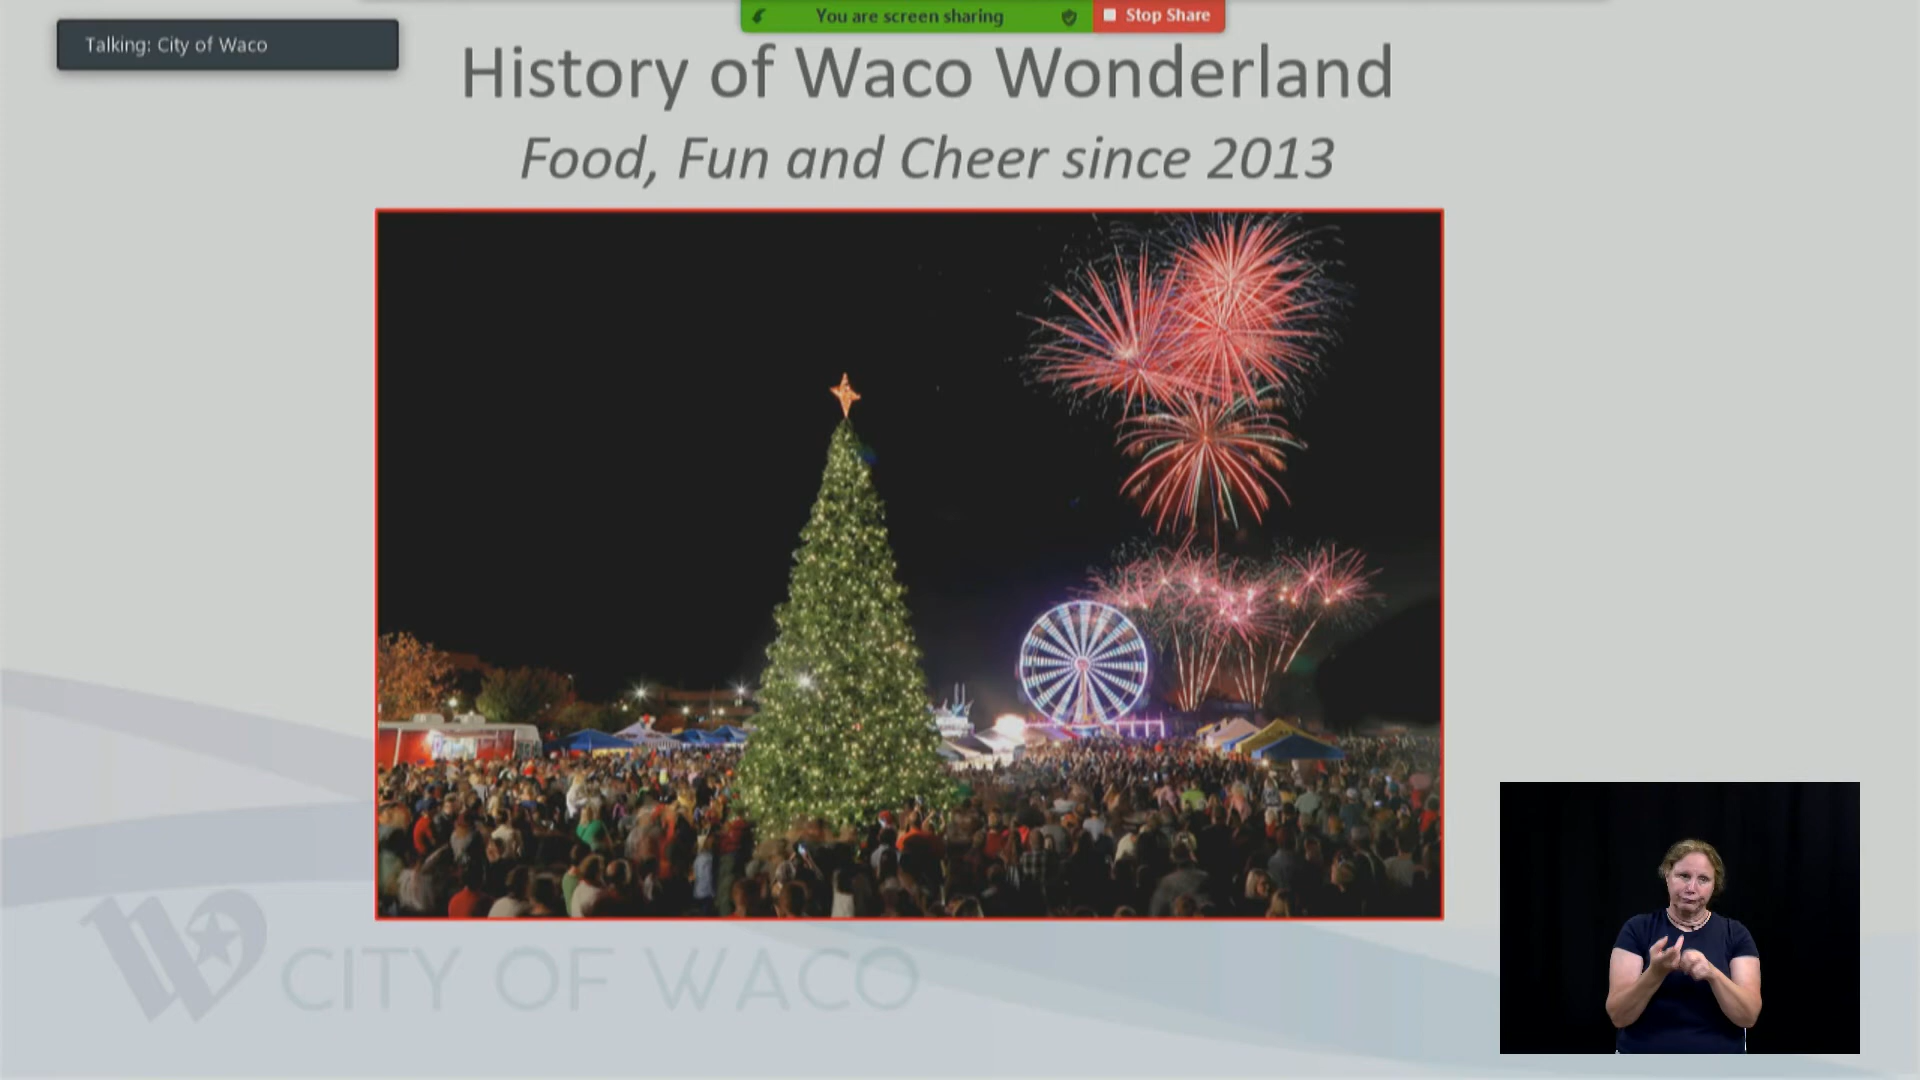 You are screen sharing
Stop Share
Talking: City of Waco
History of Waco Wonderland
Food, Fun and Cheer since 2013
CITY OF WACO